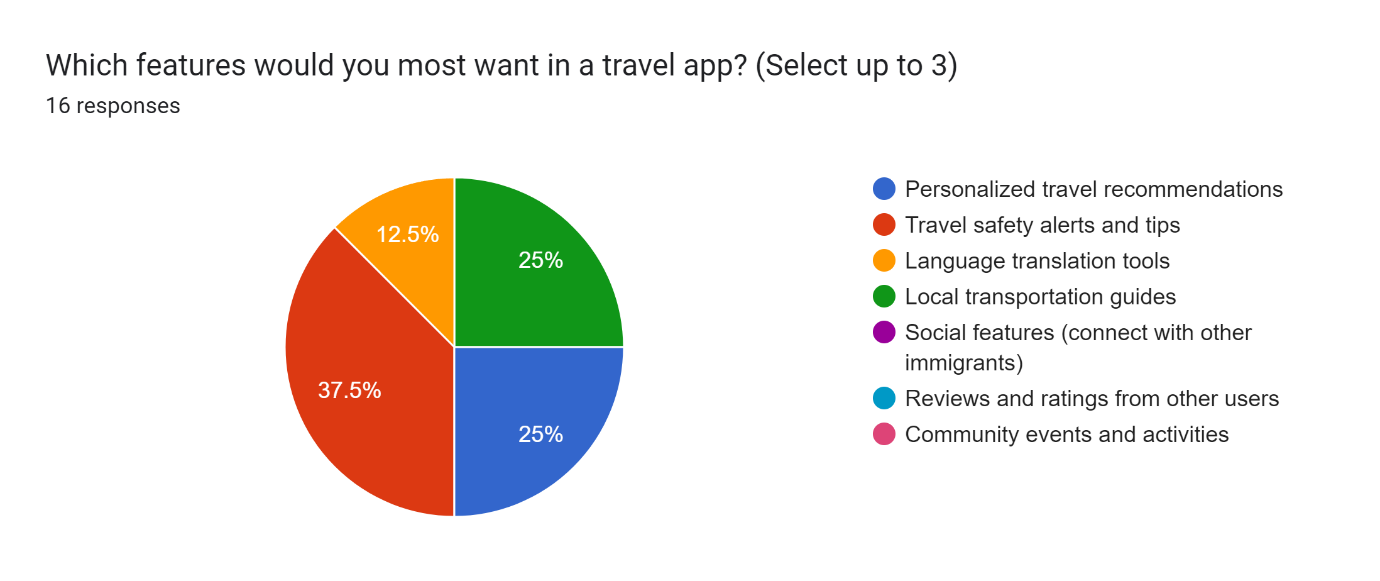 Which features would you most want in a travel app? (Select up to 3)
16 responses
12.5%
25%
37.5%
25%
Personalized travel recommendations
Travel safety alerts and tips
Language translation tools
Local transportation guides
Social features (connect with other
immigrants)
Reviews and ratings from other users
Community events and activities